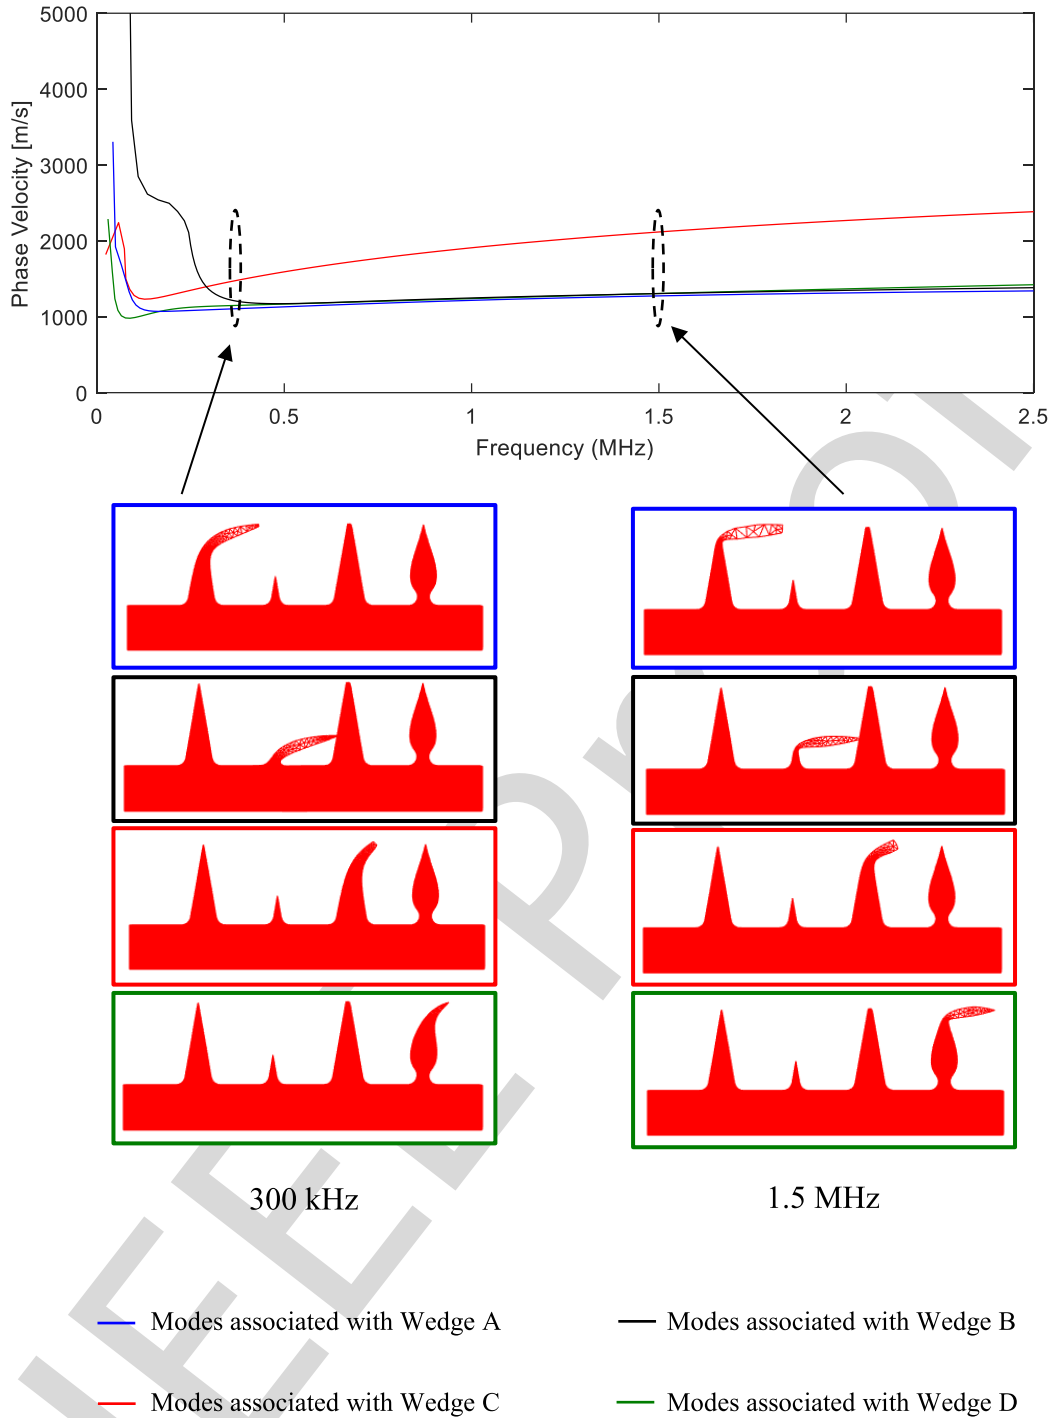 5000
4000
3000
2000
1000
0
Phase Velocity [m/s]
0 0.5 1 1.5 2 2.5
Frequency (MHz)
300 kHz 1.5 MHz
Modes associated with Wedge A Modes associated with Wedge B
Modes associated with Wedge C Modes associated with Wedge D